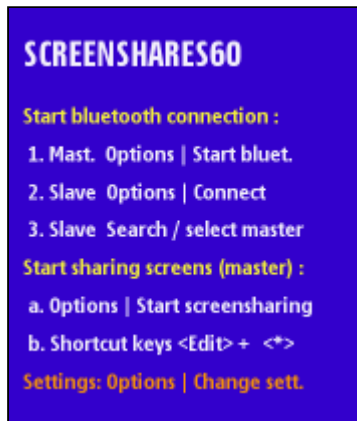 SCREENSHARES60
Start bluetooth connection :
1. Mast. Options | Start bluet.
2. Slave Options | Connect
3. Slave Search / select master
Start sharing screens (master) :
a. Options | Start screensharing
b. Shortcut keys <Edit> + <*>
Settings: Options | Change sett.